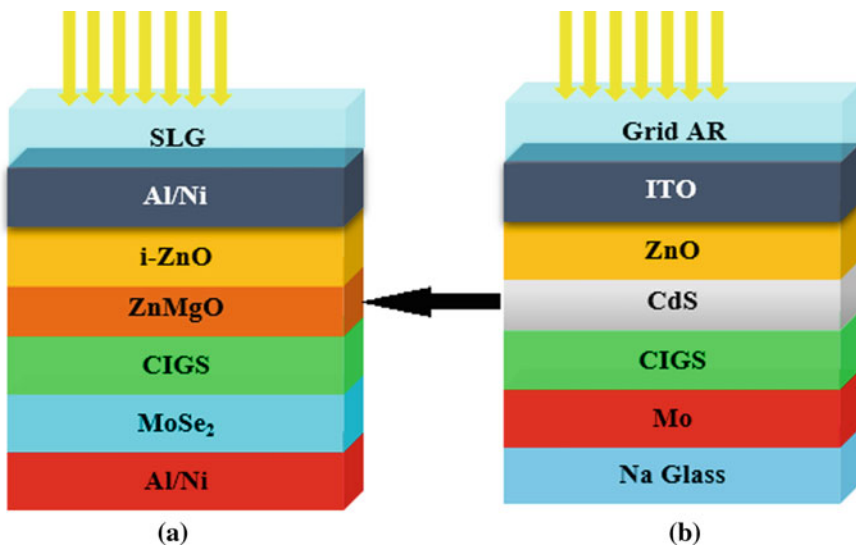 SLG
Al/Ni
i-ZnO
ZnMgO
CIGS
MoSe₂
Al/Ni
(a)
Grid AR
ITO
ZnO
CdS
CIGS
Mo
Na Glass
(b)